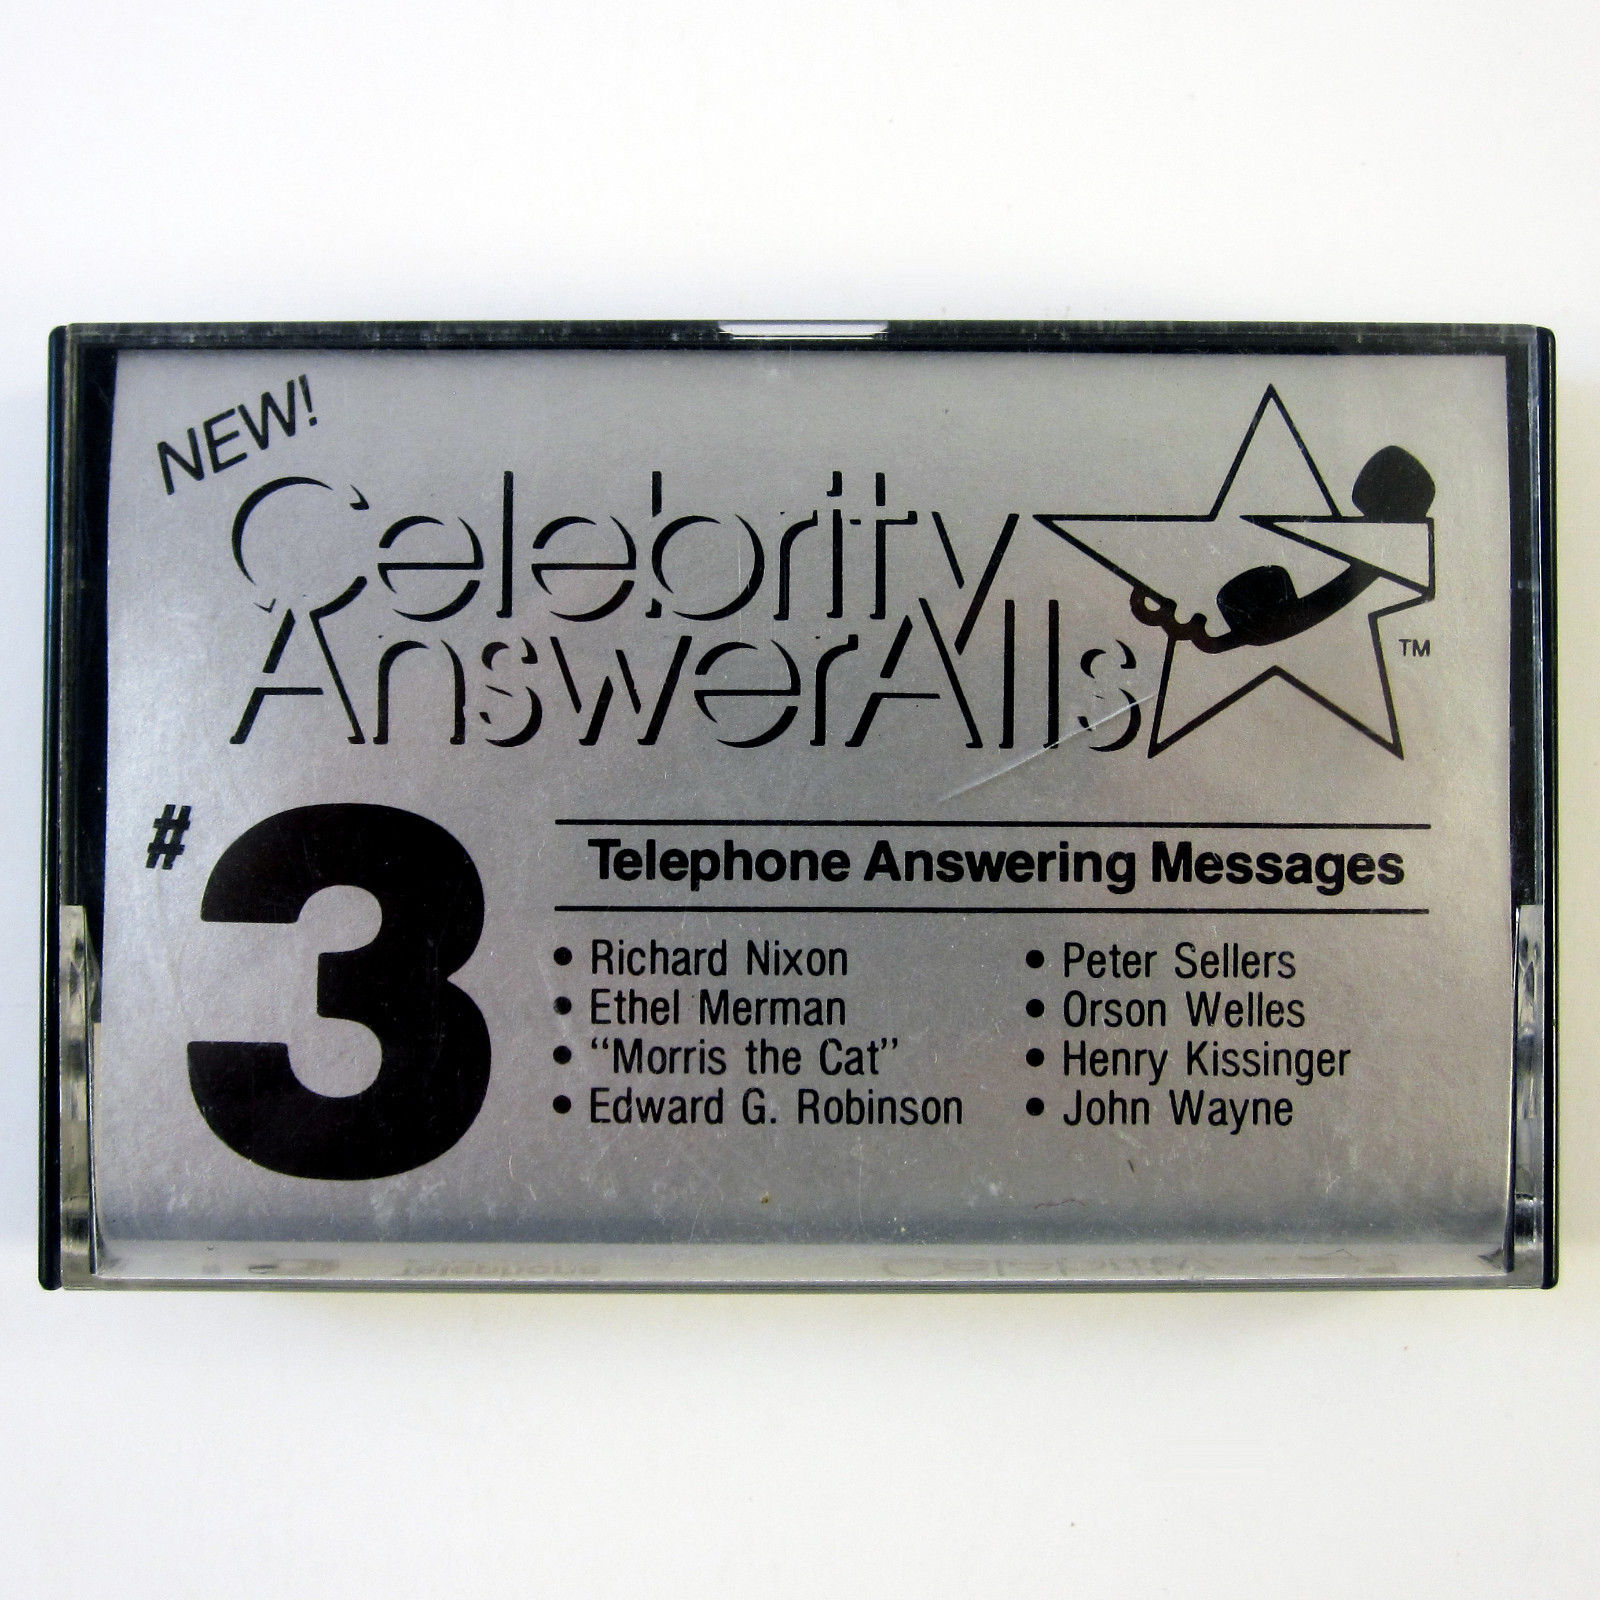 NEW!
Celebrity
AnswerAlls
TM
#3
Telephone Answering Messages
• Richard Nixon
• Ethel Merman
• "Morris the Cat"
• Edward G. Robinson
• Peter Sellers
• Orson Welles
• Henry Kissinger
• John Wayne